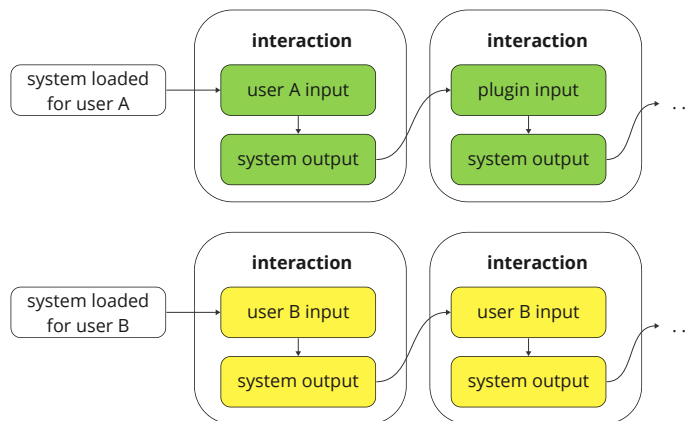 interaction
interaction
system loaded
for user A
user A input
plugin input
system output
system output
. .
interaction
interaction
system loaded
for user B
user B input
user B input
system output
system output
. .